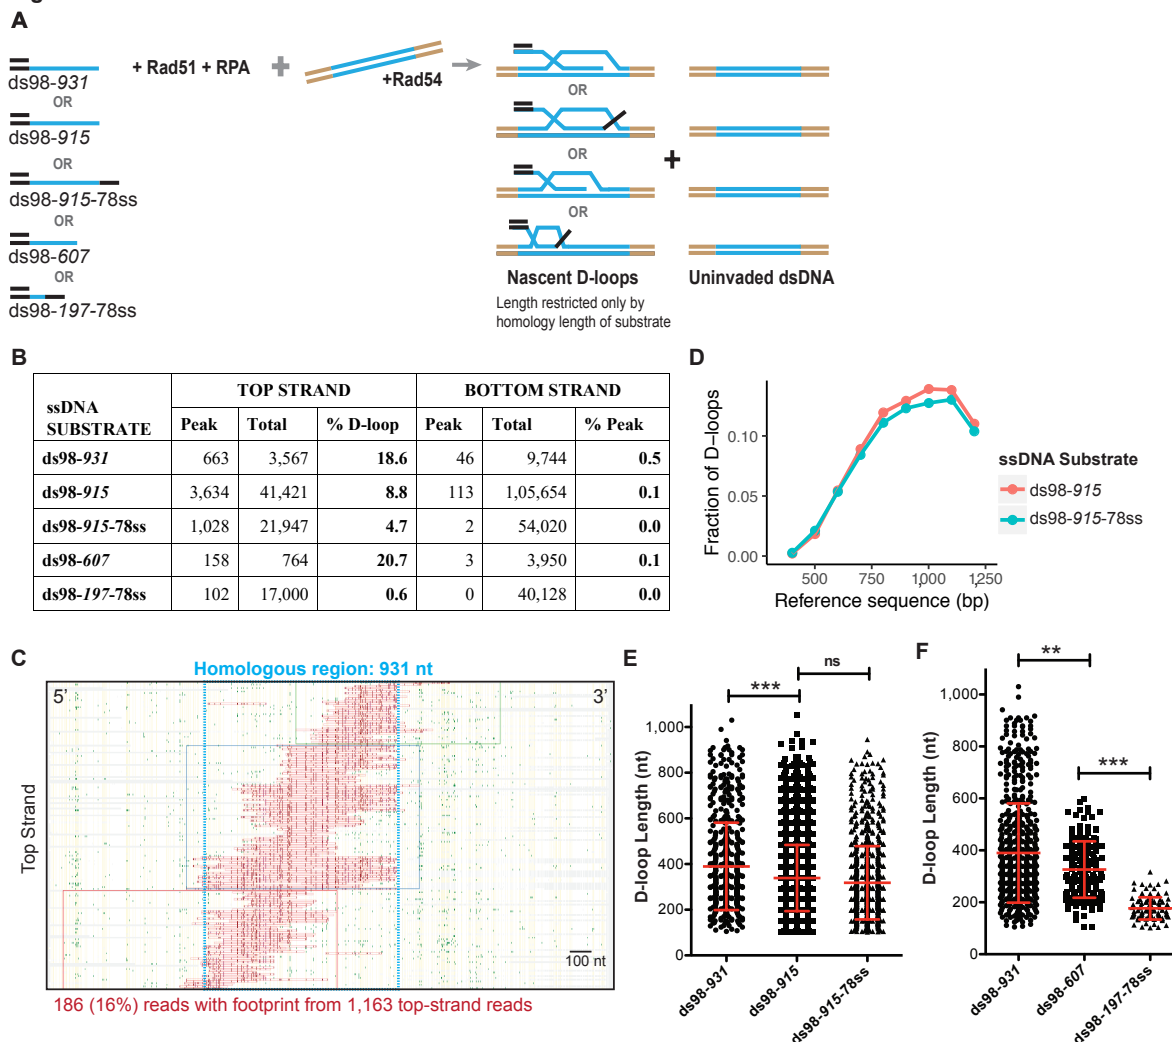 A
ds98-931
OR
ds98-915
OR
ds98-915-78ss
OR
ds98-607
OR
ds98-197-78ss
+ Rad51 + RPA
+
+Rad54
OR
OR
OR
+
Nascent D-loops
Uninvaded dsDNA
Length restricted only by
homology length of substrate
B
ssDNA SUBSTRATE TOP STRAND BOTTOM STRAND
Peak Total % D-loop Peak Total % Peak
ds98-931 663 3,567 18.6 46 9,744 0.5
ds98-915 3,634 41,421 8.8 113 1,05,654 0.1
ds98-915-78ss 1,028 21,947 4.7 2 54,020 0.0
ds98-607 158 764 20.7 3 3,950 0.1
ds98-197-78ss 102 17,000 0.6 0 40,128 0.0
D
Fraction of D–loops
0.10
0.05
0.00
500 750 1,000 1,250
Reference sequence (bp)
ssDNA Substrate
ds98-915
ds98-915-78ss
C
Homologous region: 931 nt
5' 3'
Top Strand
100 nt
186 (16%) reads with footprint from 1,163 top-strand reads
E
ns
***
D-loop Length (nt)
1,000
800
600
400
200
0
ds98-931
ds98-915
ds98-915-78ss
F
**
***
D-loop Length (nt)
1,000
800
600
400
200
0
ds98-931
ds98-607
ds98-197-78ss